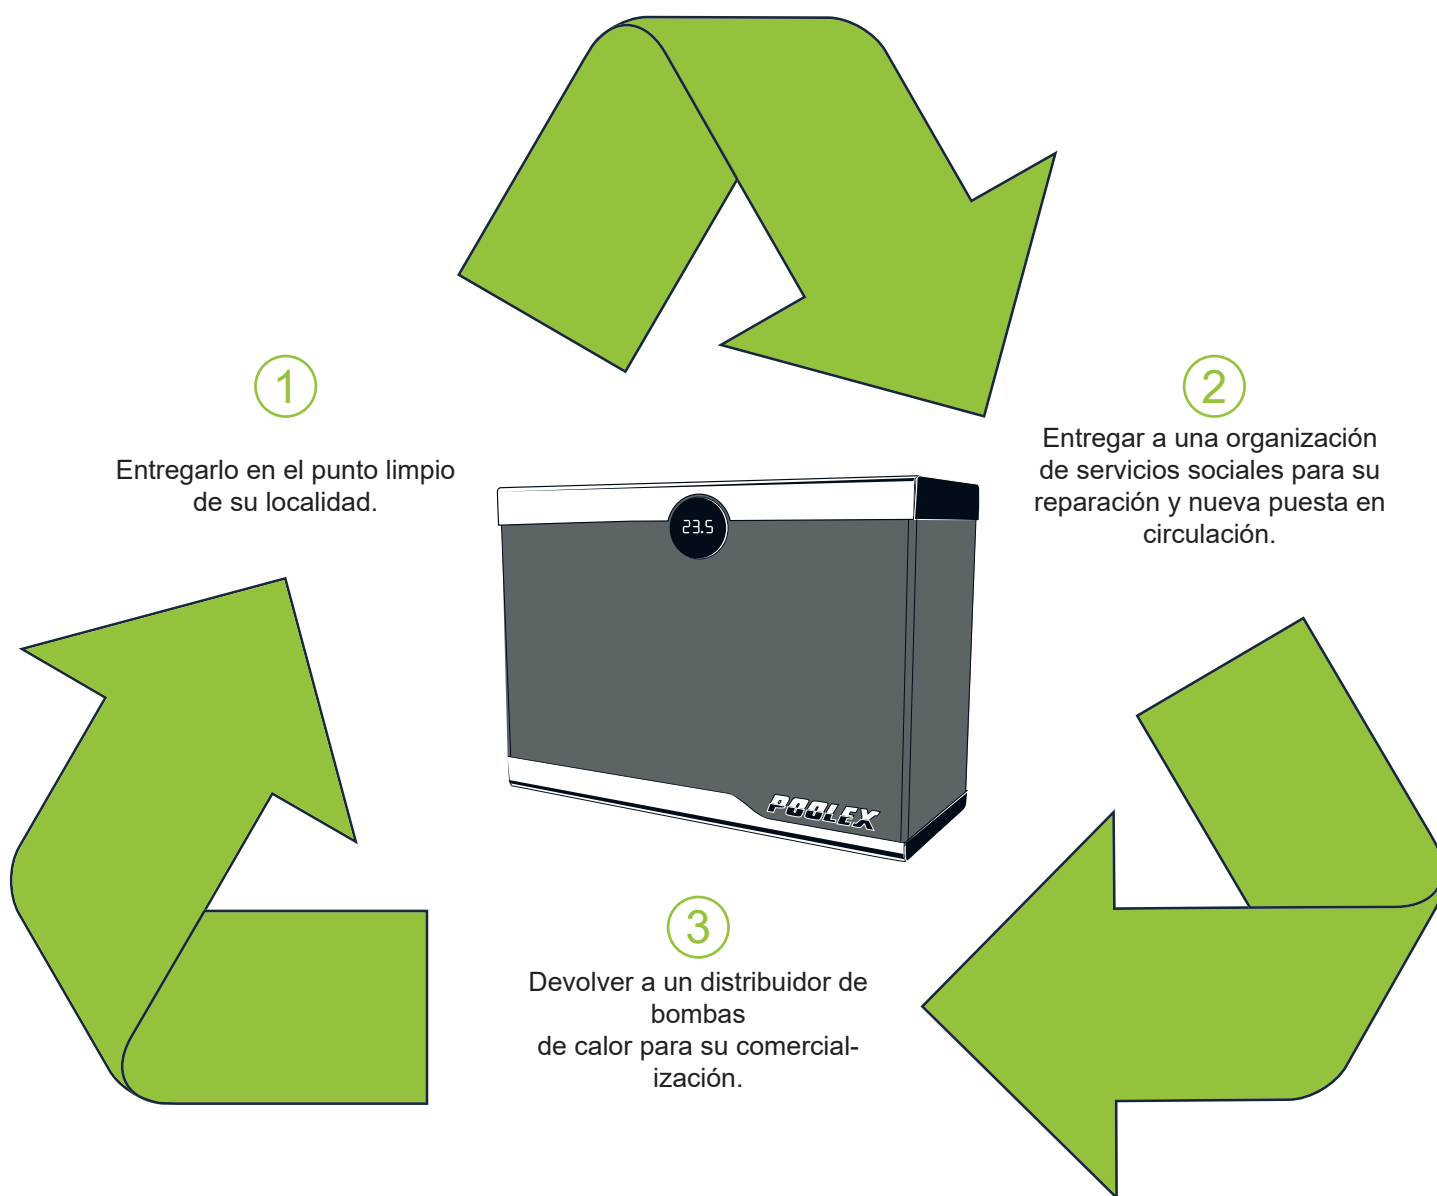 1
Entregarlo en el punto limpio
de su localidad.
2
Entregar a una organización
de servicios sociales para su
reparación y nueva puesta en
circulación.
23.5
POOLEX
3
Devolver a un distribuidor de
bombas
de calor para su comercial-
ización.